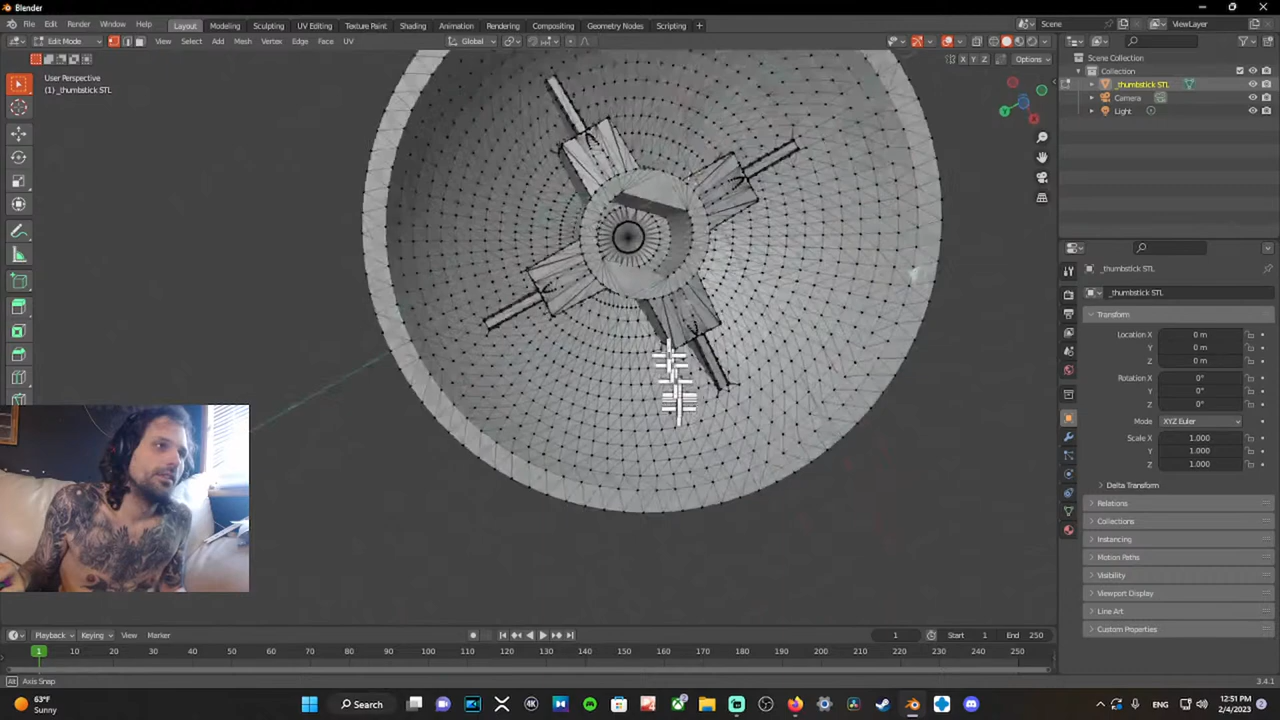 Blender
File Edit Render Window Help Layout Modeling Sculpting UV Editing Texture Paint Shading Animation Rendering Compositing Geometry Nodes Scripting + Scene ViewLayer
Edit Mode View Select Add Mesh Vertex Edge Face UV Global
X Y Z Options
User Perspective
(1) _thumbstick STL
Scene Collection
Collection
_thumbstick STL
Camera
Light
_thumbstick STL
_thumbstick STL
Transform
Location X 0 m
Y 0 m
Z 0 m
Rotation X 0°
Y 0°
Z 0°
Mode XYZ Euler
Scale X 1.000
Y 1.000
Z 1.000
Delta Transform
Relations
Collections
Instancing
Motion Paths
Visibility
Viewport Display
Line Art
Custom Properties
Playback Keying View Marker 1 Start 1 End 250
1 10 20 30 40 50 60 70 80 90 100 110 120 130 140 150 160 170 180 190 200 210 220 230 240 250
Alt Axis Snap 3.4.1
63°F
Sunny
Search
ENG
12:51 PM
2/4/2023